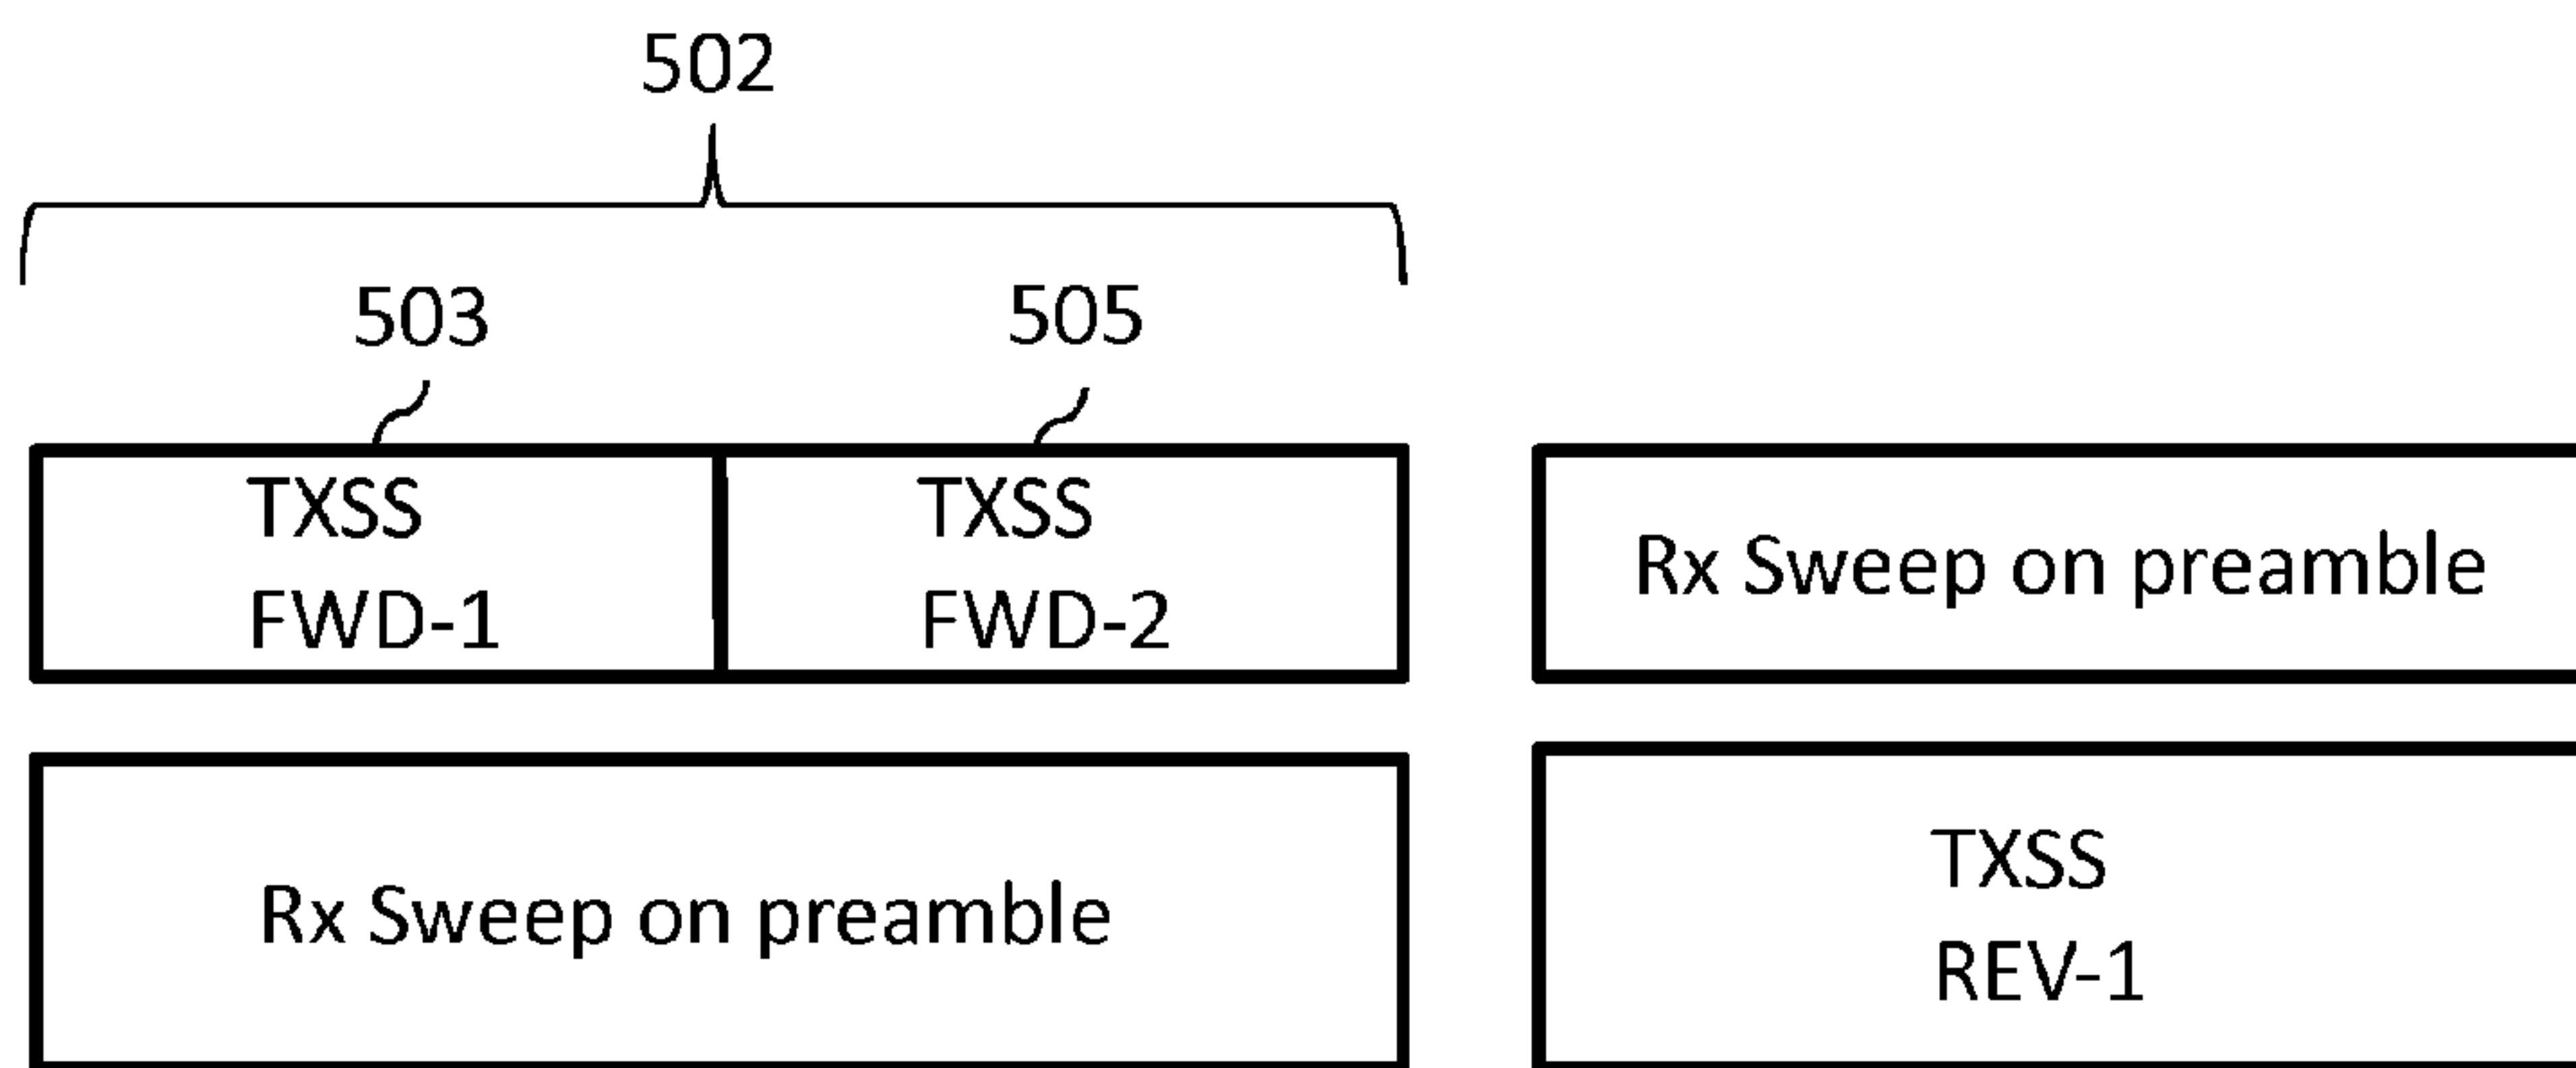 502
503
505
TXSS
FWD-1
TXSS
FWD-2
Rx Sweep on preamble
Rx Sweep on preamble
TXSS
REV-1